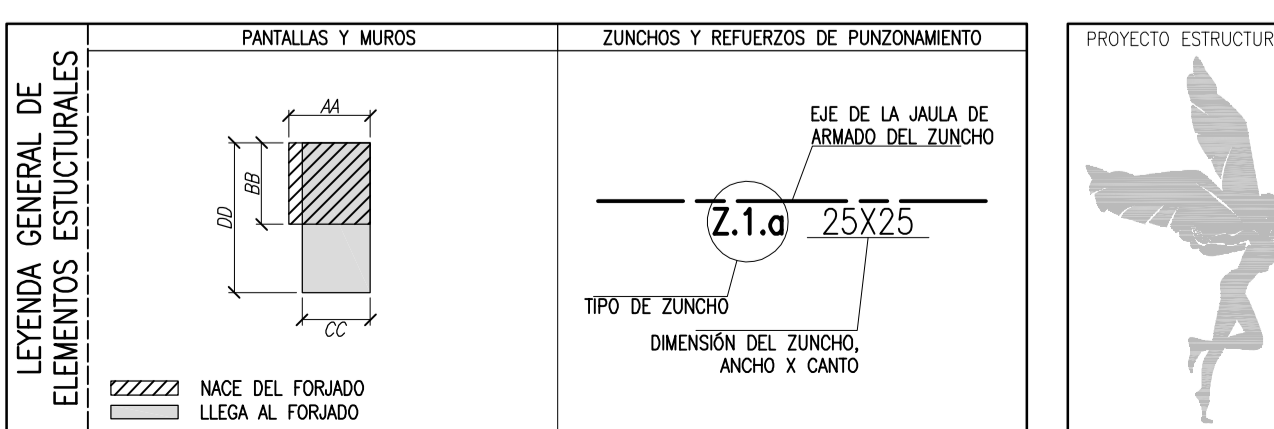 LEYENDA GENERAL DE
ELEMENTOS ESTUCTURALES
PANTALLAS Y MUROS
AA
BB
DD
CC
NACE DEL FORJADO
LLEGA AL FORJADO
ZUNCHOS Y REFUERZOS DE PUNZONAMIENTO
EJE DE LA JAULA DE
ARMADO DEL ZUNCHO
Z.1.a 25X25
TIPO DE ZUNCHO
DIMENSIÓN DEL ZUNCHO,
ANCHO X CANTO
PROYECTO ESTRUCTUR